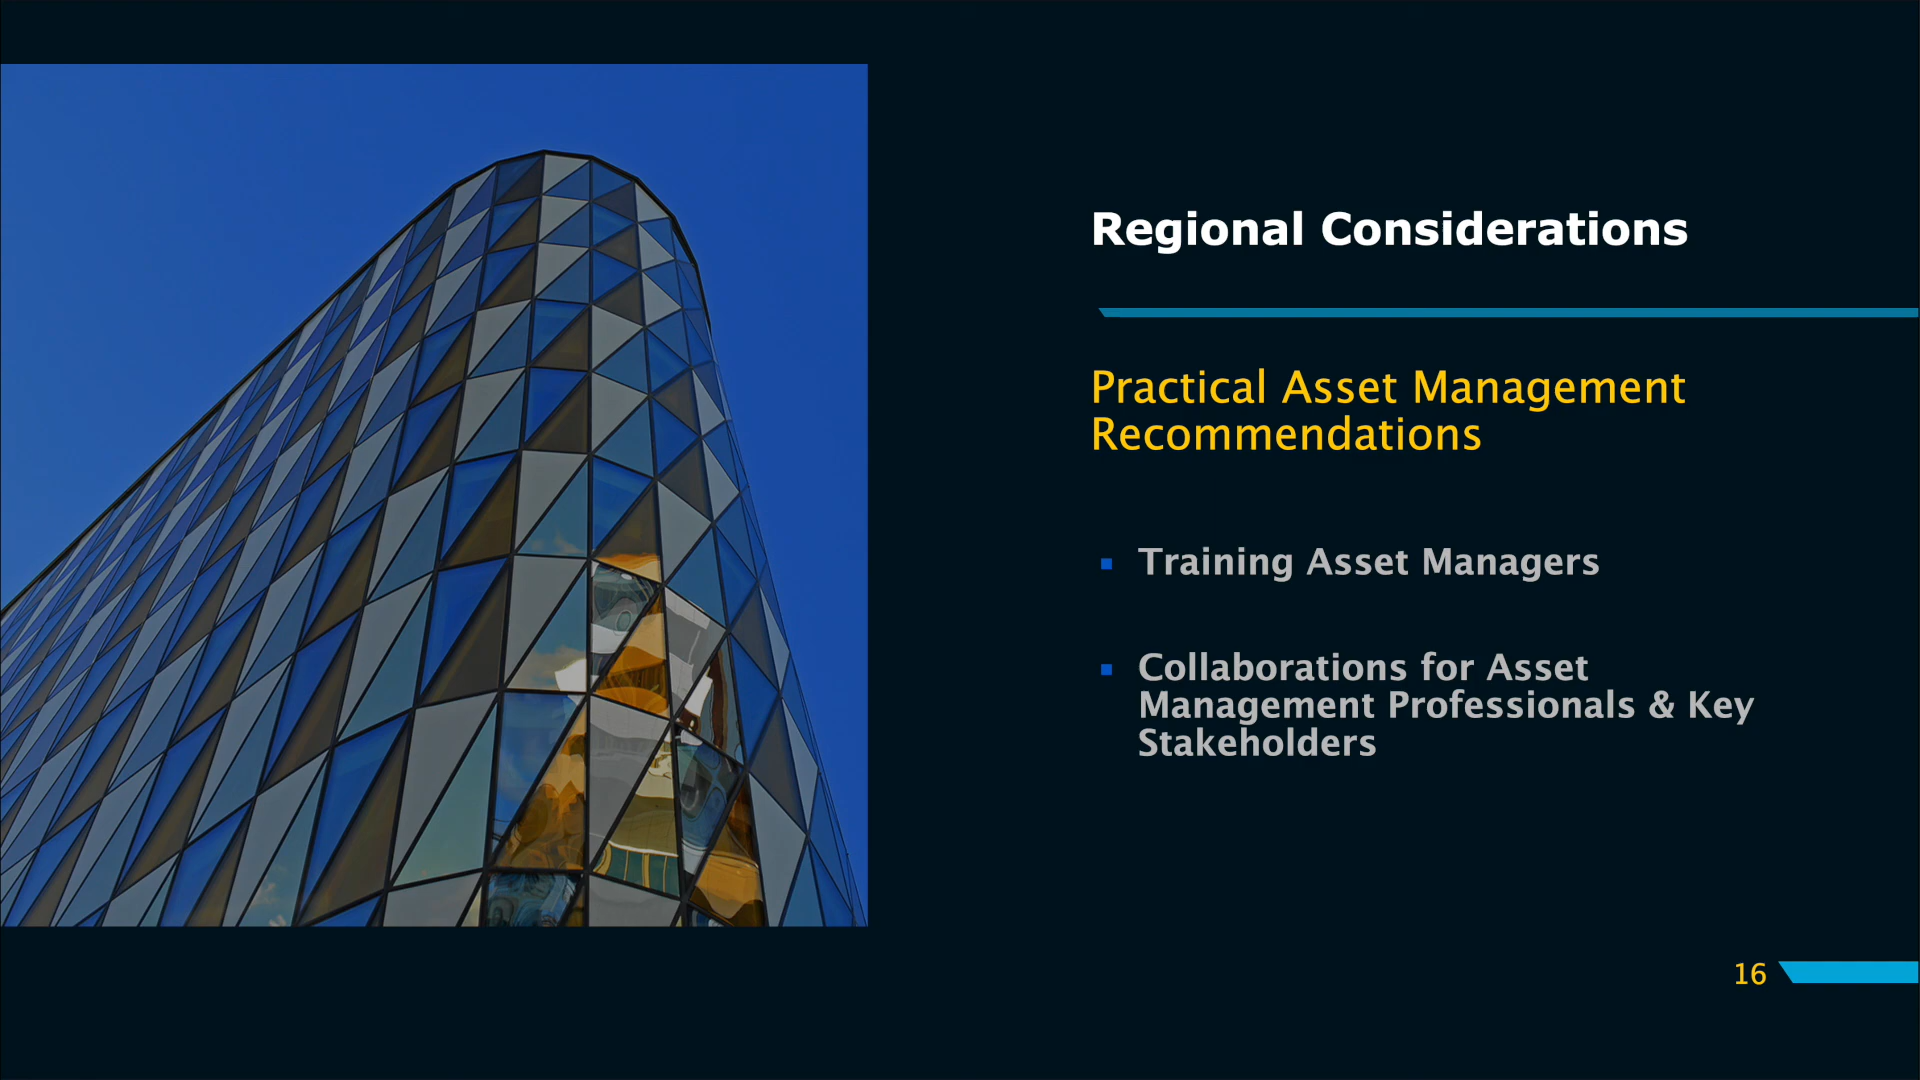 Regional Considerations
Practical Asset Management
Recommendations
Training Asset Managers
Collaborations for Asset
Management Professionals & Key
Stakeholders
16